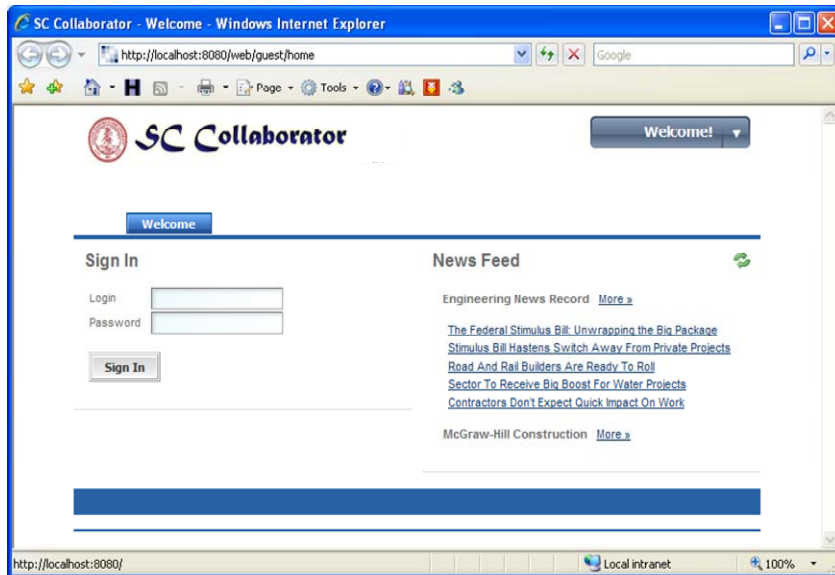 SC Collaborator - Welcome - Windows Internet Explorer
http://localhost:8080/web/guest/home
Google
Page
Tools
SC Collaborator
Welcome!
Welcome
Sign In
Login
Password
Sign In
News Feed
Engineering News Record More »
The Federal Stimulus Bill: Unwrapping the Big Package
Stimulus Bill Hastens Switch Away From Private Projects
Road And Rail Builders Are Ready To Roll
Sector To Receive Big Boost For Water Projects
Contractors Don't Expect Quick Impact On Work
McGraw-Hill Construction More »
http://localhost:8080/
Local intranet
100%